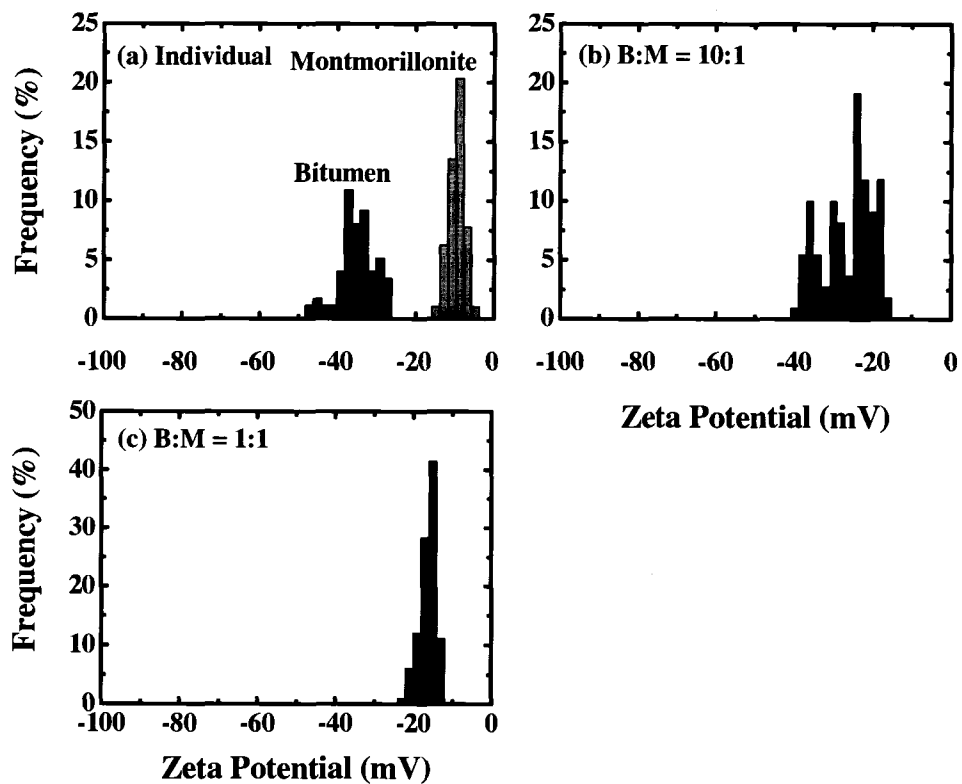 (a) Individual
Montmorillonite
Bitumen
Frequency (%)
25
20
15
10
5
0
-100 -80 -60 -40 -20 0
(b) B:M = 10:1
25
20
15
10
5
0
-100 -80 -60 -40 -20 0
Zeta Potential (mV)
(c) B:M = 1:1
Frequency (%)
50
40
30
20
10
0
-100 -80 -60 -40 -20 0
Zeta Potential (mV)